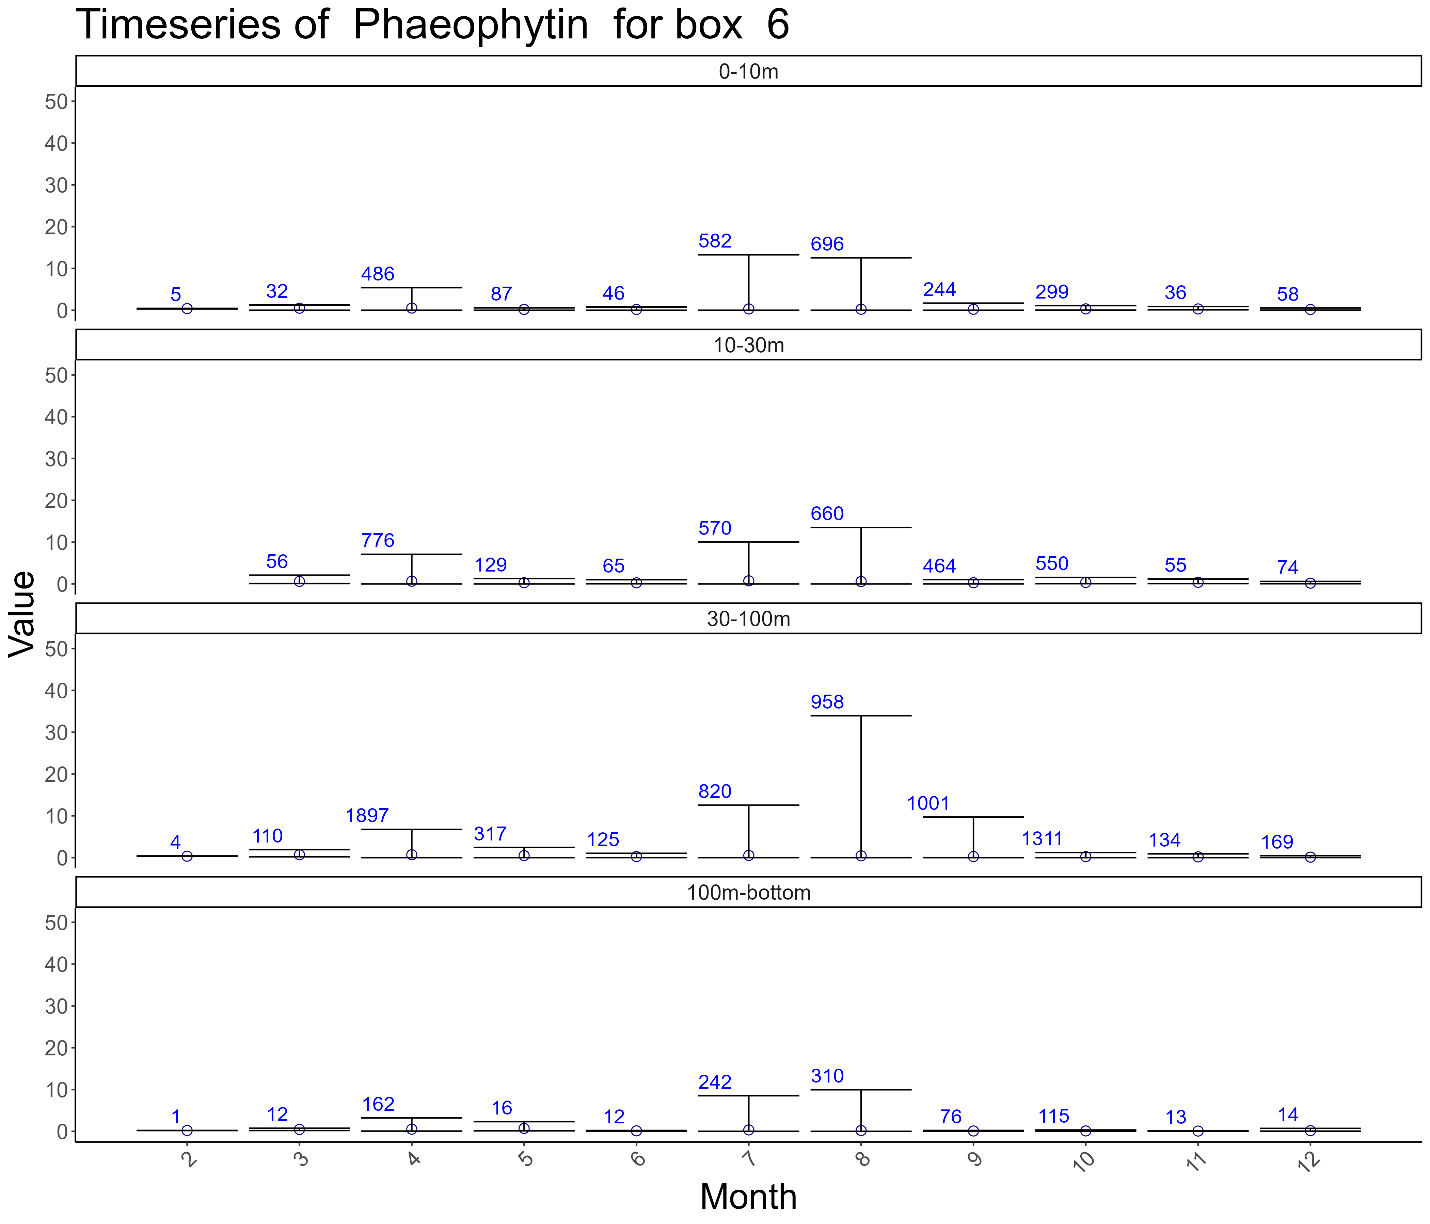 Timeseries of  Phaeophytin  for box  6
0-10m
50
40
30
20
10
0
5 32 486 87 46 582 696 244 299 36 58
10-30m
50
40
30
20
10
0
56 776 129 65 570 660 464 550 55 74
30-100m
50
40
30
20
10
0
4 110 1897 317 125 820 958 1001 1311 134 169
100m-bottom
50
40
30
20
10
0
1 12 162 16 12 242 310 76 115 13 14
2 3 4 5 6 7 8 9 10 11 12
Month
Value